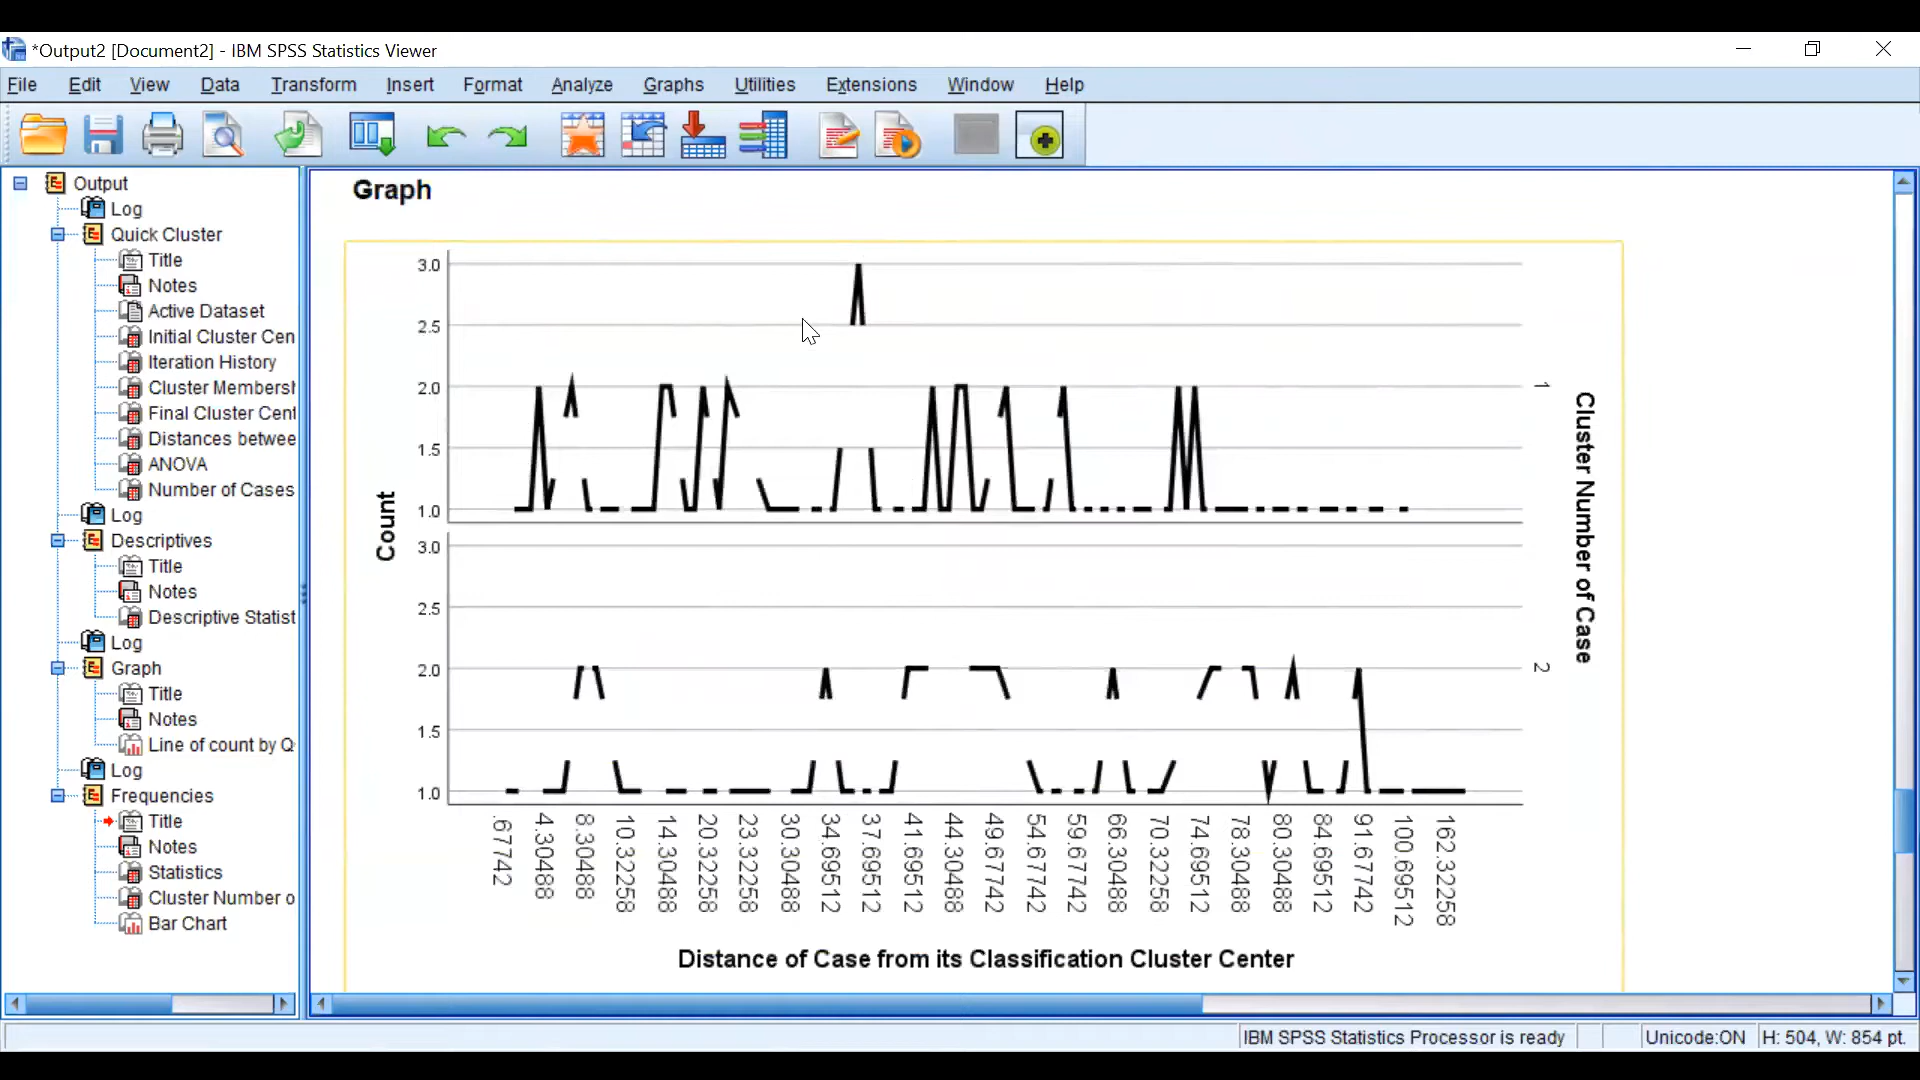 *Output2 [Document2] - IBM SPSS Statistics Viewer
File Edit View Data Transform Insert Format Analyze Graphs Utilities Extensions Window Help
Output
Log
Quick Cluster
Title
Notes
Active Dataset
Initial Cluster Cen
Iteration History
Cluster Membersh
Final Cluster Cent
Distances betwee
ANOVA
Number of Cases
Log
Descriptives
Title
Notes
Descriptive Statist
Log
Graph
Title
Notes
Line of count by Q
Log
Frequencies
Title
Notes
Statistics
Cluster Number o
Bar Chart
Graph
3.0
2.5
2.0
1.5
1.0
3.0
2.5
2.0
1.5
1.0
Count
1
2
Cluster Number of Case
.67742
4.30488
8.30488
10.32258
14.30488
20.32258
23.32258
30.30488
34.69512
37.69512
41.69512
44.30488
49.67742
54.67742
59.67742
66.30488
70.32258
74.69512
78.30488
80.30488
84.69512
91.67742
100.69512
162.32258
Distance of Case from its Classification Cluster Center
IBM SPSS Statistics Processor is ready Unicode:ON H: 504, W: 854 pt.